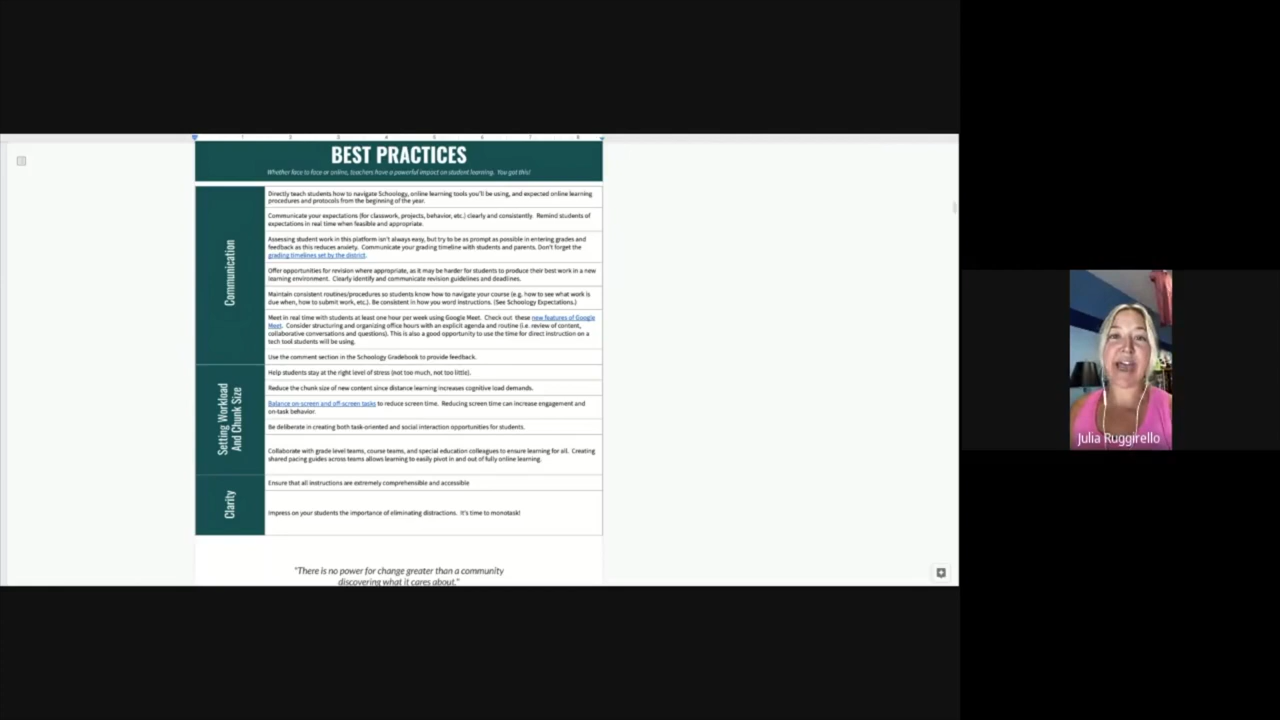 BEST PRACTICES
Whether face to face or online, teachers have a powerful impact on student learning. You got this!
Communication
Directly teach students how to navigate Schoology, online learning tools you'll be using, and expected online learning
procedures and protocols from the beginning of the year.
Communicate your expectations (for classwork, projects, behavior, etc.) clearly and consistently. Remind students of
expectations in real time when feasible and appropriate.
Assessing student work in this platform isn't always easy, but try to be as prompt as possible in entering grades and
feedback as this reduces anxiety. Communicate your grading timeline with students and parents. Don't forget the
grading timelines set by the district.
Offer opportunities for revision where appropriate, as it may be harder for students to produce their best work in a new
learning environment. Clearly identify and communicate revision guidelines and deadlines.
Maintain consistent routines/procedures so students know how to navigate your course (e.g. how to see what work is
due when, how to submit work, etc.). Be consistent in how you word instructions. (See Schoology Expectations.)
Meet in real time with students at least one hour per week using Google Meet. Check out these new features of Google
Meet. Consider structuring and organizing office hours with an explicit agenda and routine (i.e. review of content,
collaborative conversations and questions). This is also a good opportunity to use the time for direct instruction on a
tech tool students will be using.
Use the comment section in the Schoology Gradebook to provide feedback.
Setting Workload
And Chunk Size
Help students stay at the right level of stress (not too much, not too little).
Reduce the chunk size of new content since distance learning increases cognitive load demands.
Balance on-screen and off-screen tasks to reduce screen time. Reducing screen time can increase engagement and
on-task behavior.
Be deliberate in creating both task-oriented and social interaction opportunities for students.
Collaborate with grade level teams, course teams, and special education colleagues to ensure learning for all. Creating
shared pacing guides across teams allows learning to easily pivot in and out of fully online learning.
Clarity
Ensure that all instructions are extremely comprehensible and accessible
Impress on your students the importance of eliminating distractions. It's time to monotask!
"There is no power for change greater than a community
discovering what it cares about."
Julia Ruggirello